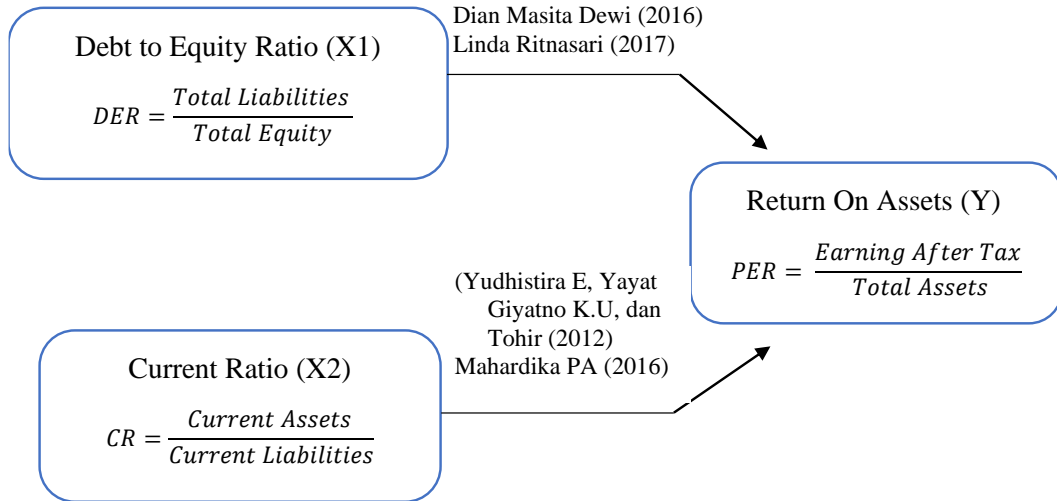 Dian Masita Dewi (2016)
Linda Ritnasari (2017)
Debt to Equity Ratio (X1)
DER = Total Liabilities / Total Equity
Return On Assets (Y)
PER = Earning After Tax / Total Assets
(Yudhistira E, Yayat
Giyatno K.U, dan
Tohir (2012)
Mahardika PA (2016)
Current Ratio (X2)
CR = Current Assets / Current Liabilities